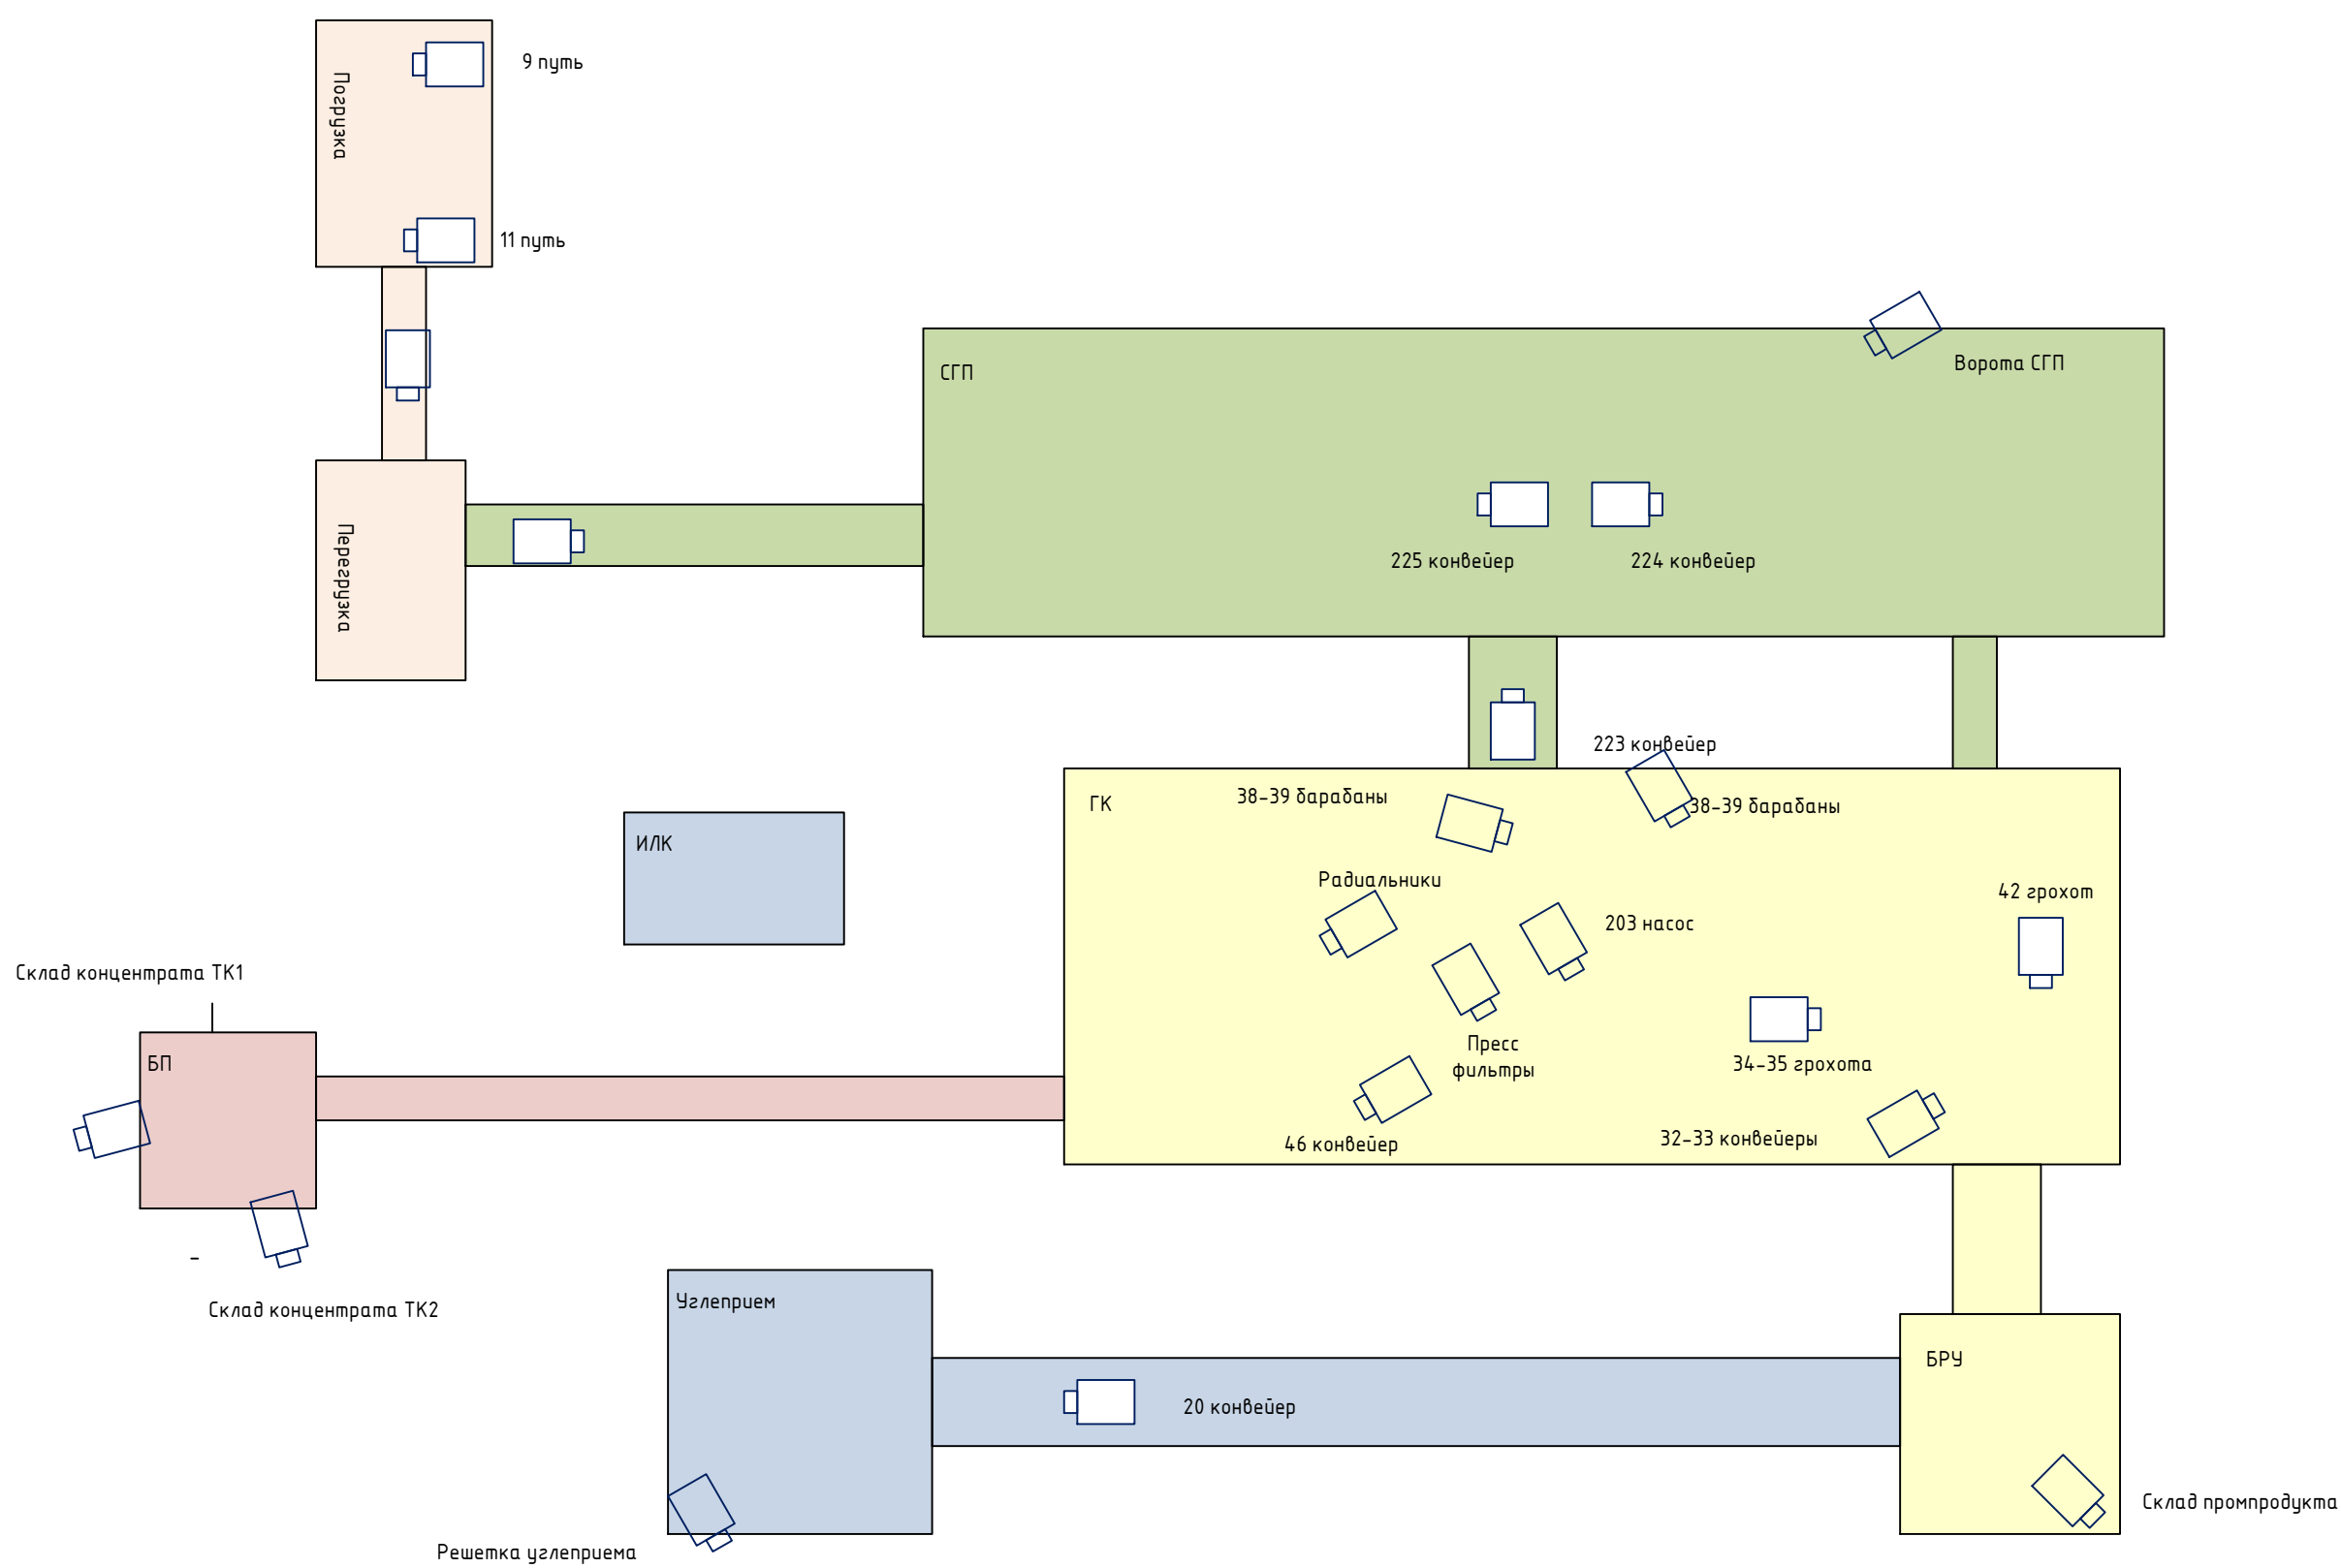 9 путь
Погрузка
11 путь
СГП
Ворота СГП
Перегрузка
225 конвейер
224 конвейер
223 конвейер
ГК
38-39 барабаны
38-39 барабаны
ИЛК
Радиальники
42 грохот
203 насос
Склад концентрата ТК1
БП
Пресс
фильтры
34-35 грохота
46 конвейер
32-33 конвейеры
-
Склад концентрата ТК2
Углеприем
БРУ
20 конвейер
Склад промпродукта
Решетка углеприема